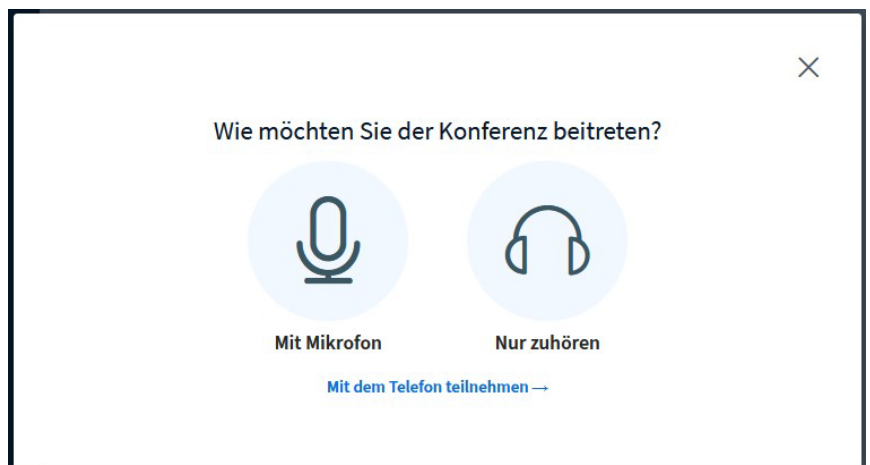 Wie möchten Sie der Konferenz beitreten?
Mit Mikrofon
Nur zuhören
Mit dem Telefon teilnehmen →